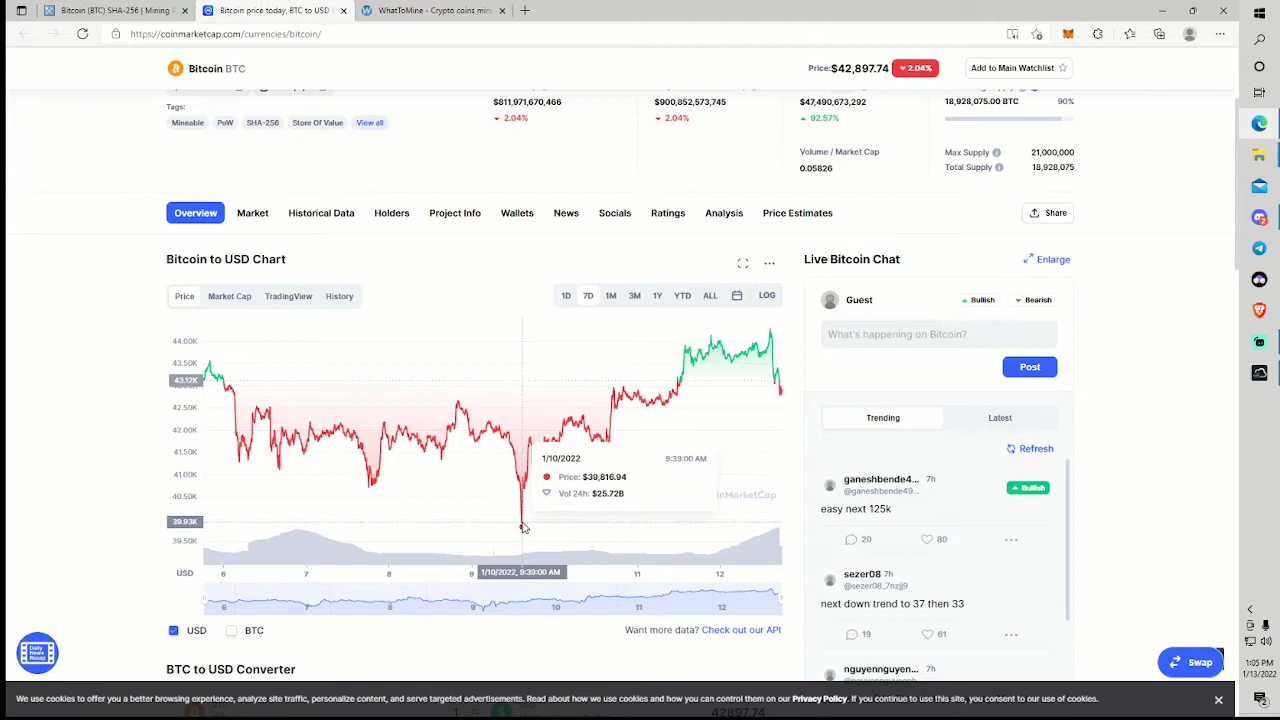 Bitcoin (BTC) SHA-256 | Mining P
Bitcoin price today, BTC to USD l
WhatToMine - Crypto coins minin
https://coinmarketcap.com/currencies/bitcoin/
Bitcoin BTC
Price: $42,897.74
2.04%
Add to Main Watchlist
Tags:
Mineable
PoW
SHA-256
Store Of Value
View all
$811,971,670,466
2.04%
$900,852,573,745
2.04%
$47,490,673,292
92.57%
Volume / Market Cap
0.05826
18,928,075.00 BTC
90%
Max Supply
21,000,000
Total Supply
18,928,075
Overview
Market
Historical Data
Holders
Project Info
Wallets
News
Socials
Ratings
Analysis
Price Estimates
Share
Bitcoin to USD Chart
Price
Market Cap
TradingView
History
1D
7D
1M
3M
1Y
YTD
ALL
LOG
44.00K
43.50K
43.12K
42.50K
42.00K
41.50K
41.00K
40.50K
39.93K
39.50K
USD
1/10/2022
9:39:00 AM
Price: $39,816.94
Vol 24h: $25.72B
inMarketCap
6
7
8
9
1/10/2022, 9:39:00 AM
11
12
6
7
8
9
10
11
12
USD
BTC
Want more data? Check out our API
BTC to USD Converter
Live Bitcoin Chat
Enlarge
Guest
Bullish
Bearish
What's happening on Bitcoin?
Post
Trending
Latest
Refresh
ganeshbende4...
7h
@ganeshbende49...
Bullish
easy next 125k
20
80
sezer08
7h
@sezer08_7nzjj9
next down trend to 37 then 33
19
61
nguyennguyen...
7h
Daily News Recap
Swap
We use cookies to offer you a better browsing experience, analyze site traffic, personalize content, and serve targeted advertisements. Read about how we use cookies and how you can control them on our Privacy Policy. If you continue to use this site, you consent to our use of cookies.
1
42897.74
1:05 PM
1/13/2022